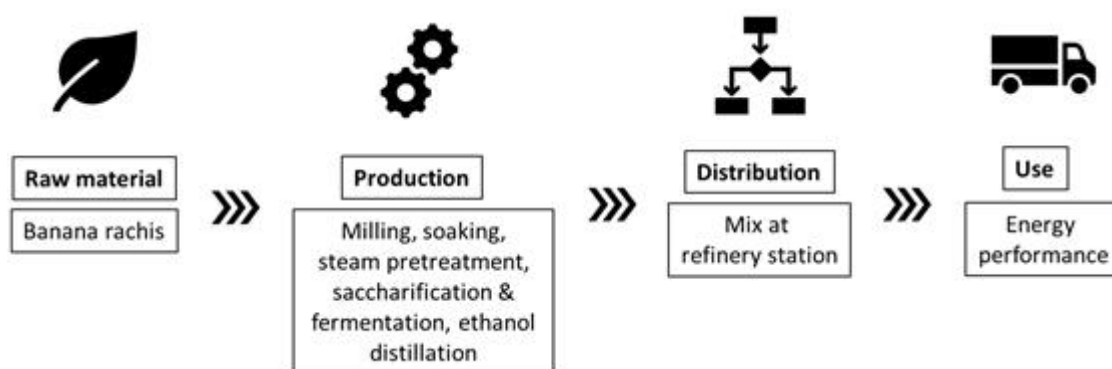 Raw material
Banana rachis
Production
Milling, soaking,
steam pretreatment,
saccharification &
fermentation, ethanol
distillation
Distribution
Mix at
refinery station
Use
Energy
performance